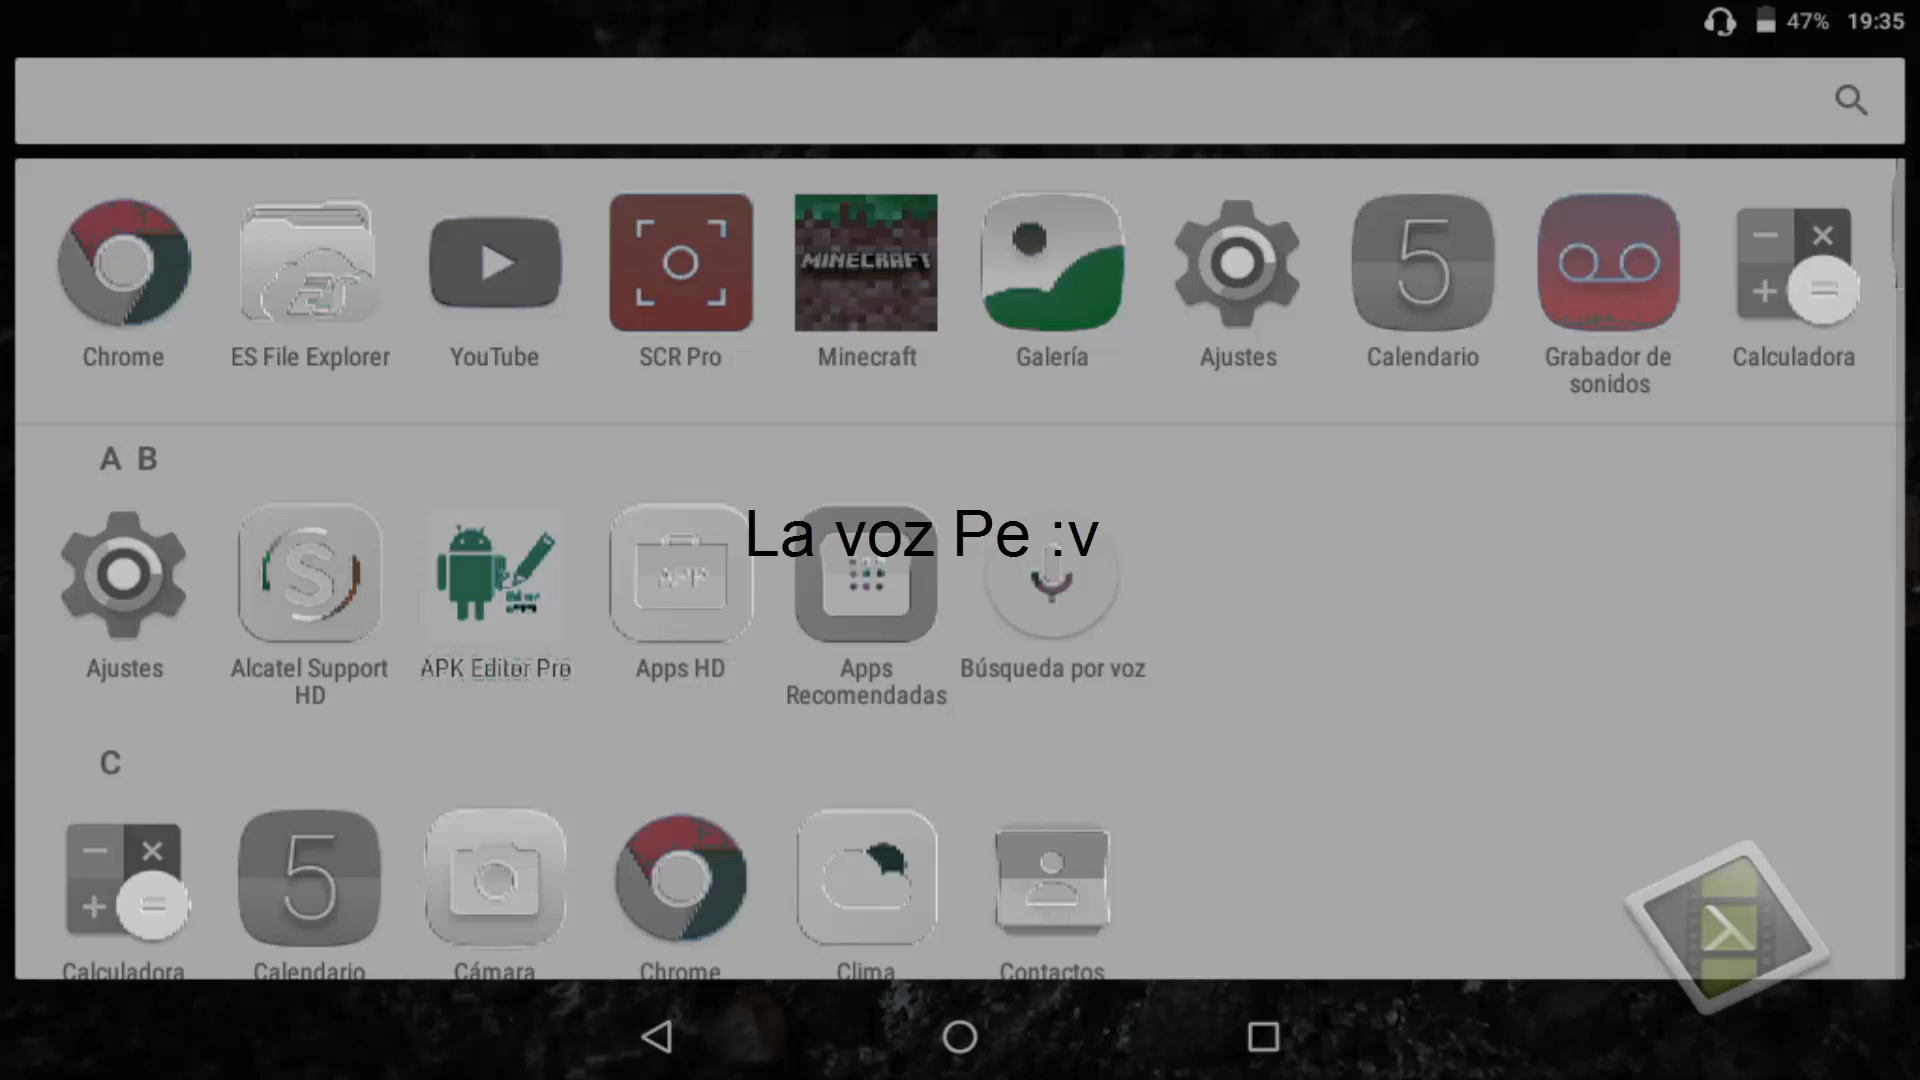 47% 19:35
MINECRAFT
5
Chrome
ES File Explorer
YouTube
SCR Pro
Minecraft
Galería
Ajustes
Calendario
Grabador de
sonidos
Calculadora
A B
S
APP
La voz Pe :v
Ajustes
Alcatel Support
HD
APK Editor Pro
Apps HD
Apps
Recomendadas
Búsqueda por voz
C
5
Calculadora
Calendario
Cámara
Chrome
Clima
Contactos